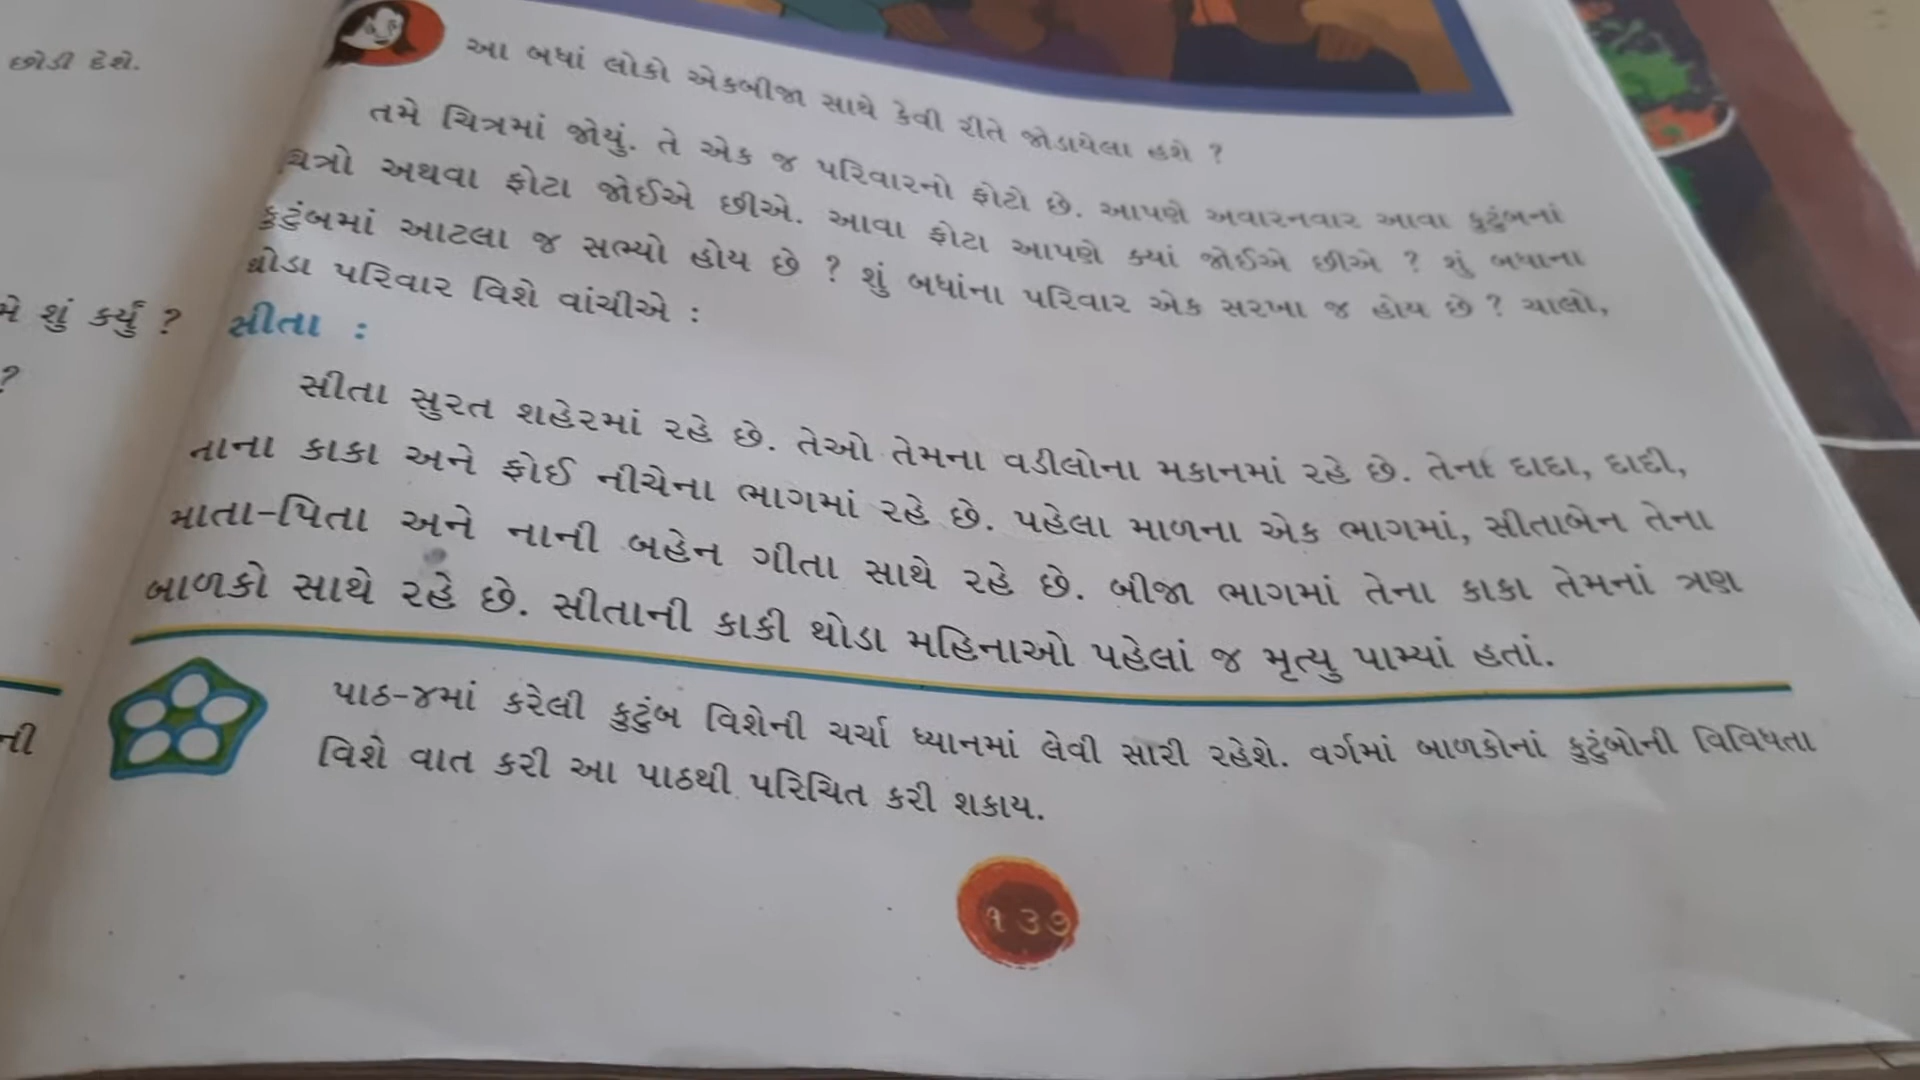 છોડી દેશે.
મે શું કર્યું ?
?
ની
આ બધાં લોકો એકબીજા સાથે કેવી રીતે જોડાયેલા હશે ?
તમે ચિત્રમાં જોયું. તે એક જ પરિવારનો ફોટો છે. આપણે અવારનવાર આવા કુટુંબનાં
ચિત્રો અથવા ફોટા જોઈએ છીએ. આવા ફોટા આપણે ક્યાં જોઈએ છીએ ? શું બધાના
કુટુંબમાં આટલા જ સભ્યો હોય છે ? શું બધાંના પરિવાર એક સરખા જ હોય છે ? ચાલો,
થોડા પરિવાર વિશે વાંચીએ :
સીતા :
સીતા સુરત શહેરમાં રહે છે. તેઓ તેમના વડીલોના મકાનમાં રહે છે. તેના દાદા, દાદી,
નાના કાકા અને ફોઈ નીચેના ભાગમાં રહે છે. પહેલા માળના એક ભાગમાં, સીતાબેન તેના
માતા-પિતા અને નાની બહેન ગીતા સાથે રહે છે. બીજા ભાગમાં તેના કાકા તેમનાં ત્રણ
બાળકો સાથે રહે છે. સીતાની કાકી થોડા મહિનાઓ પહેલાં જ મૃત્યુ પામ્યાં હતાં.
પાઠ-૪માં કરેલી કુટુંબ વિશેની ચર્ચા ધ્યાનમાં લેવી સારી રહેશે. વર્ગમાં બાળકોનાં કુટુંબોની વિવિધતા
વિશે વાત કરી આ પાઠથી પરિચિત કરી શકાય.
૧૩૭